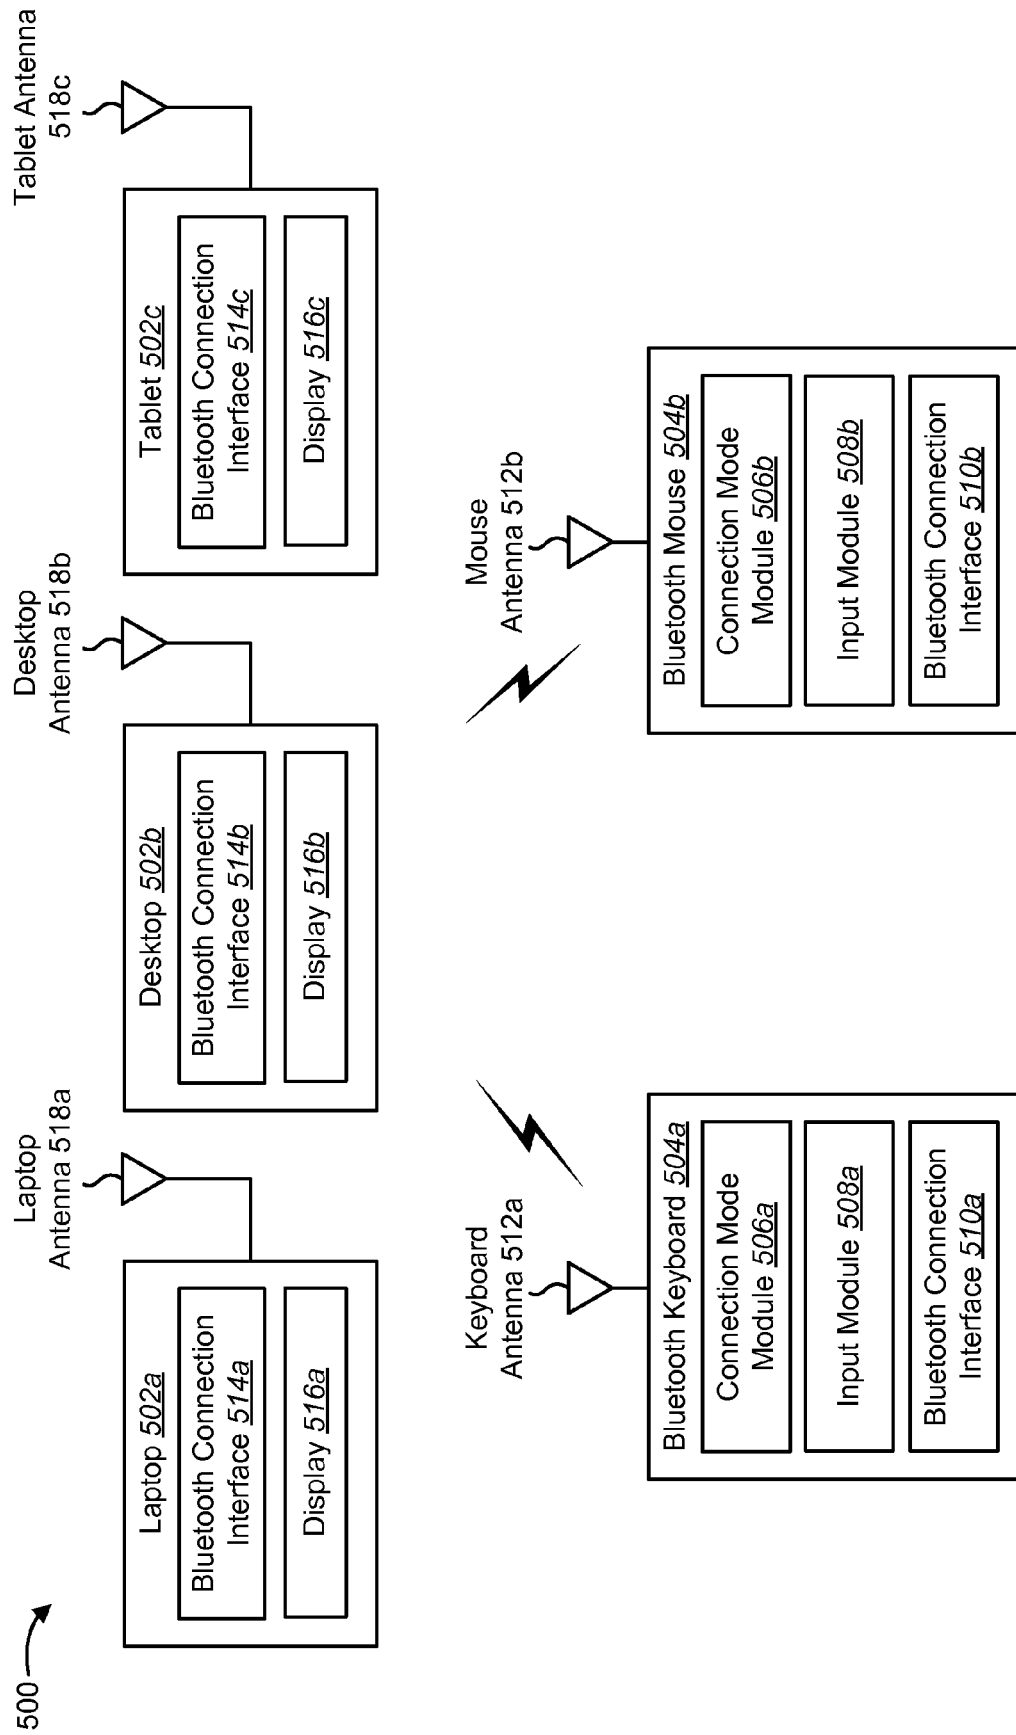 500
Laptop
Antenna 518a
Desktop
Antenna 518b
Tablet Antenna
518c
Laptop 502a
Bluetooth Connection
Interface 514a
Display 516a
Desktop 502b
Bluetooth Connection
Interface 514b
Display 516b
Tablet 502c
Bluetooth Connection
Interface 514c
Display 516c
Keyboard
Antenna 512a
Mouse
Antenna 512b
Bluetooth Keyboard 504a
Connection Mode
Module 506a
Input Module 508a
Bluetooth Connection
Interface 510a
Bluetooth Mouse 504b
Connection Mode
Module 506b
Input Module 508b
Bluetooth Connection
Interface 510b